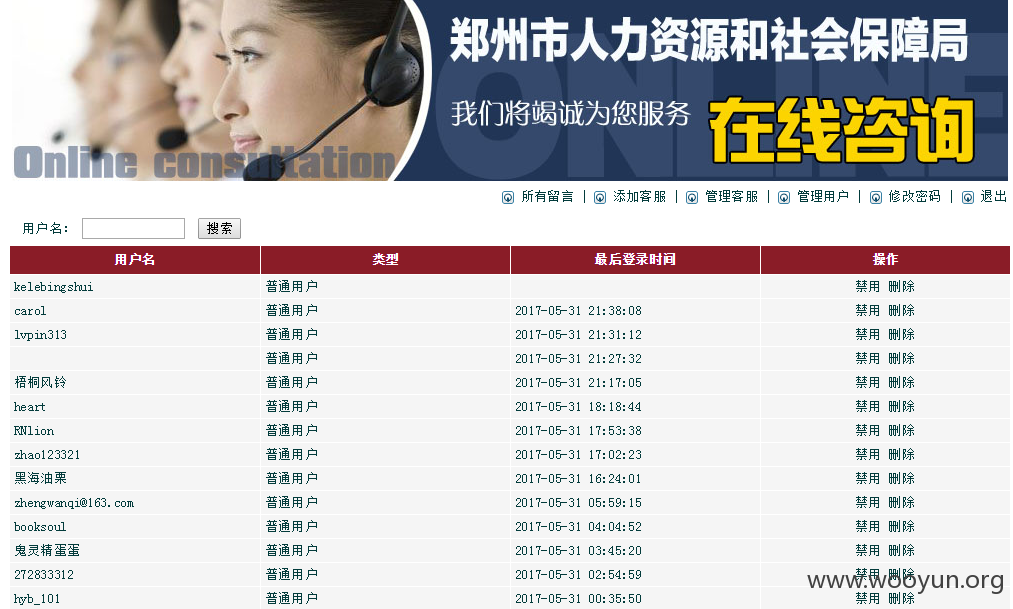 郑州市人力资源和社会保障局
我们将竭诚为您服务 在线咨询
Online consultation
ONLINE
所有留言 | 添加客服 | 管理客服 | 管理用户 | 修改密码 | 退出
用户名： 搜索
用户名 类型 最后登录时间 操作
kelebingshui 普通用户 禁用 删除
carol 普通用户 2017-05-31 21:38:08 禁用 删除
lvpin313 普通用户 2017-05-31 21:31:12 禁用 删除
普通用户 2017-05-31 21:27:32 禁用 删除
梧桐风铃 普通用户 2017-05-31 21:17:05 禁用 删除
heart 普通用户 2017-05-31 18:18:44 禁用 删除
RNlion 普通用户 2017-05-31 17:53:38 禁用 删除
zhao123321 普通用户 2017-05-31 17:02:23 禁用 删除
黑海油栗 普通用户 2017-05-31 16:24:01 禁用 删除
zhengwanqi@163.com 普通用户 2017-05-31 05:59:15 禁用 删除
booksoul 普通用户 2017-05-31 04:04:52 禁用 删除
鬼灵精蛋蛋 普通用户 2017-05-31 03:45:20 禁用 删除
272833312 普通用户 2017-05-31 02:54:59 禁用 删除
hyb_101 普通用户 2017-05-31 00:35:50 禁用 删除
www.wooyun.org